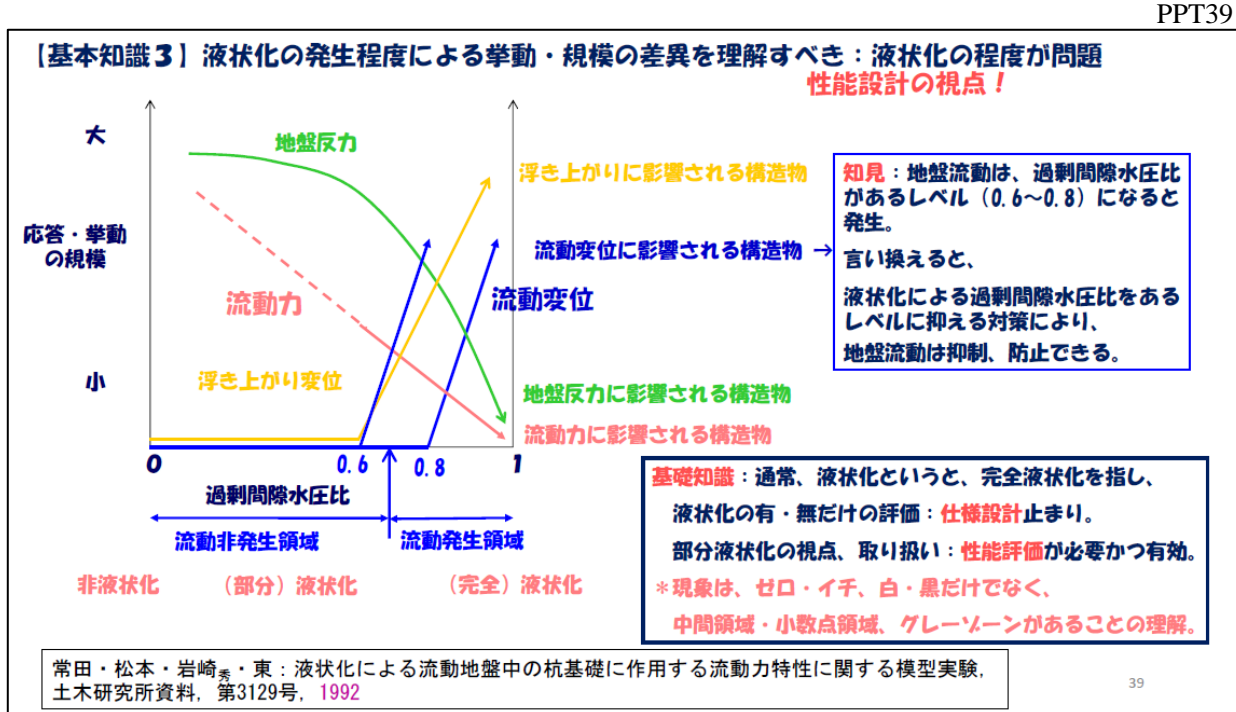 PPT39
【基本知識3】液状化の発生程度による挙動・規模の差異を理解すべき：液状化の程度が問題
性能設計の視点！
大
応答・挙動
の規模
小
地盤反力
流動力
浮き上がり変位
流動変位
浮き上がりに影響される構造物
流動変位に影響される構造物 →
地盤反力に影響される構造物
流動力に影響される構造物
知見：地盤流動は、過剰間隙水圧比
があるレベル（0.6～0.8）になると
発生。
言い換えると、
液状化による過剰間隙水圧比をある
レベルに抑える対策により、
地盤流動は抑制、防止できる。
0
0.6
0.8
1
過剰間隙水圧比
流動非発生領域
流動発生領域
非液状化
（部分）液状化
（完全）液状化
基礎知識：通常、液状化というと、完全液状化を指し、
液状化の有・無だけの評価：仕様設計止まり。
部分液状化の視点、取り扱い：性能評価が必要かつ有効。
＊現象は、ゼロ・イチ、白・黒だけでなく、
中間領域・小数点領域、グレーゾーンがあることの理解。
常田・松本・岩崎秀・東：液状化による流動地盤中の杭基礎に作用する流動力特性に関する模型実験，
土木研究所資料，第3129号，1992
39